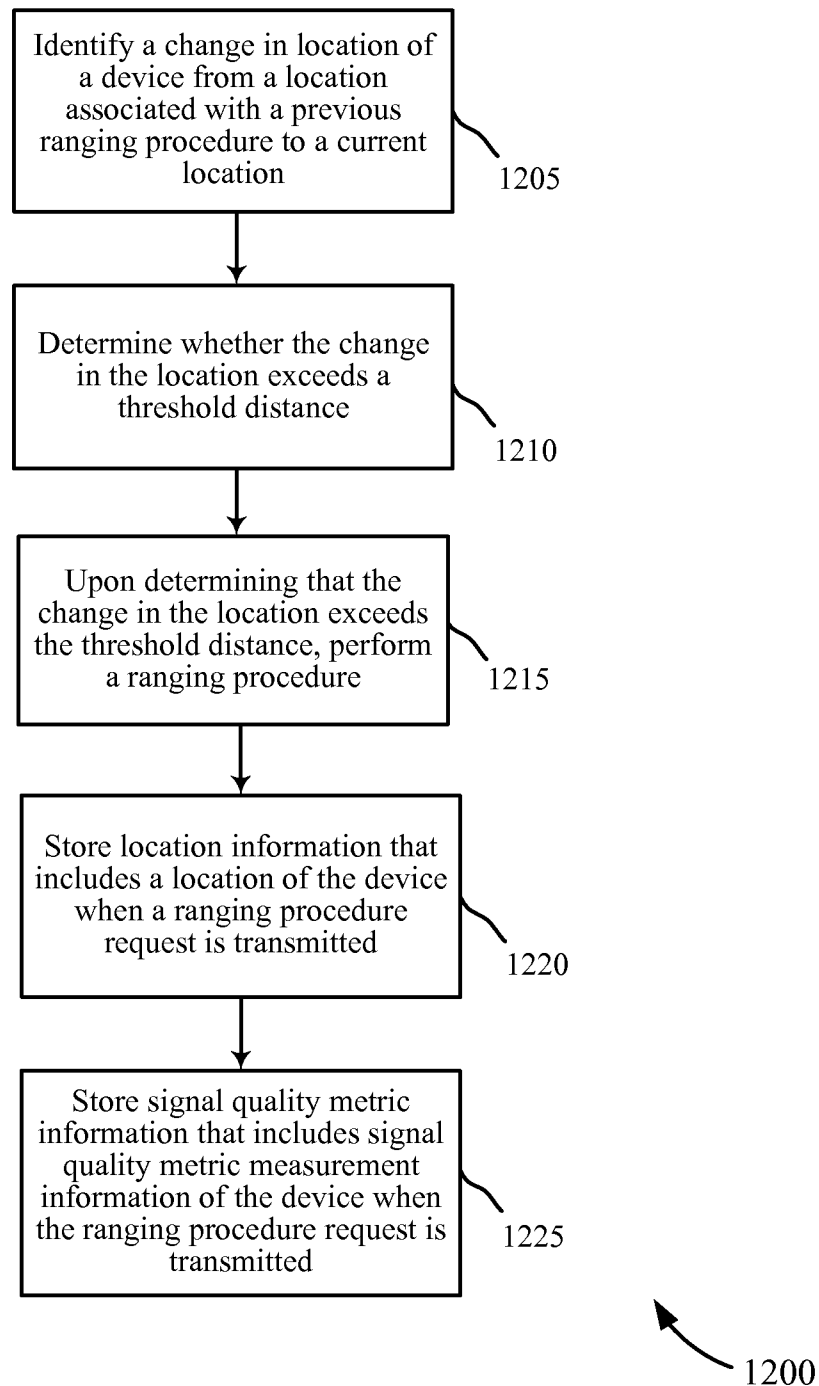 Identify a change in location of
a device from a location
associated with a previous
ranging procedure to a current
location
1205
Determine whether the change
in the location exceeds a
threshold distance
1210
Upon determining that the
change in the location exceeds
the threshold distance, perform
a ranging procedure
1215
Store location information that
includes a location of the device
when a ranging procedure
request is transmitted
1220
Store signal quality metric
information that includes signal
quality metric measurement
information of the device when
the ranging procedure request is
transmitted
1225
1200